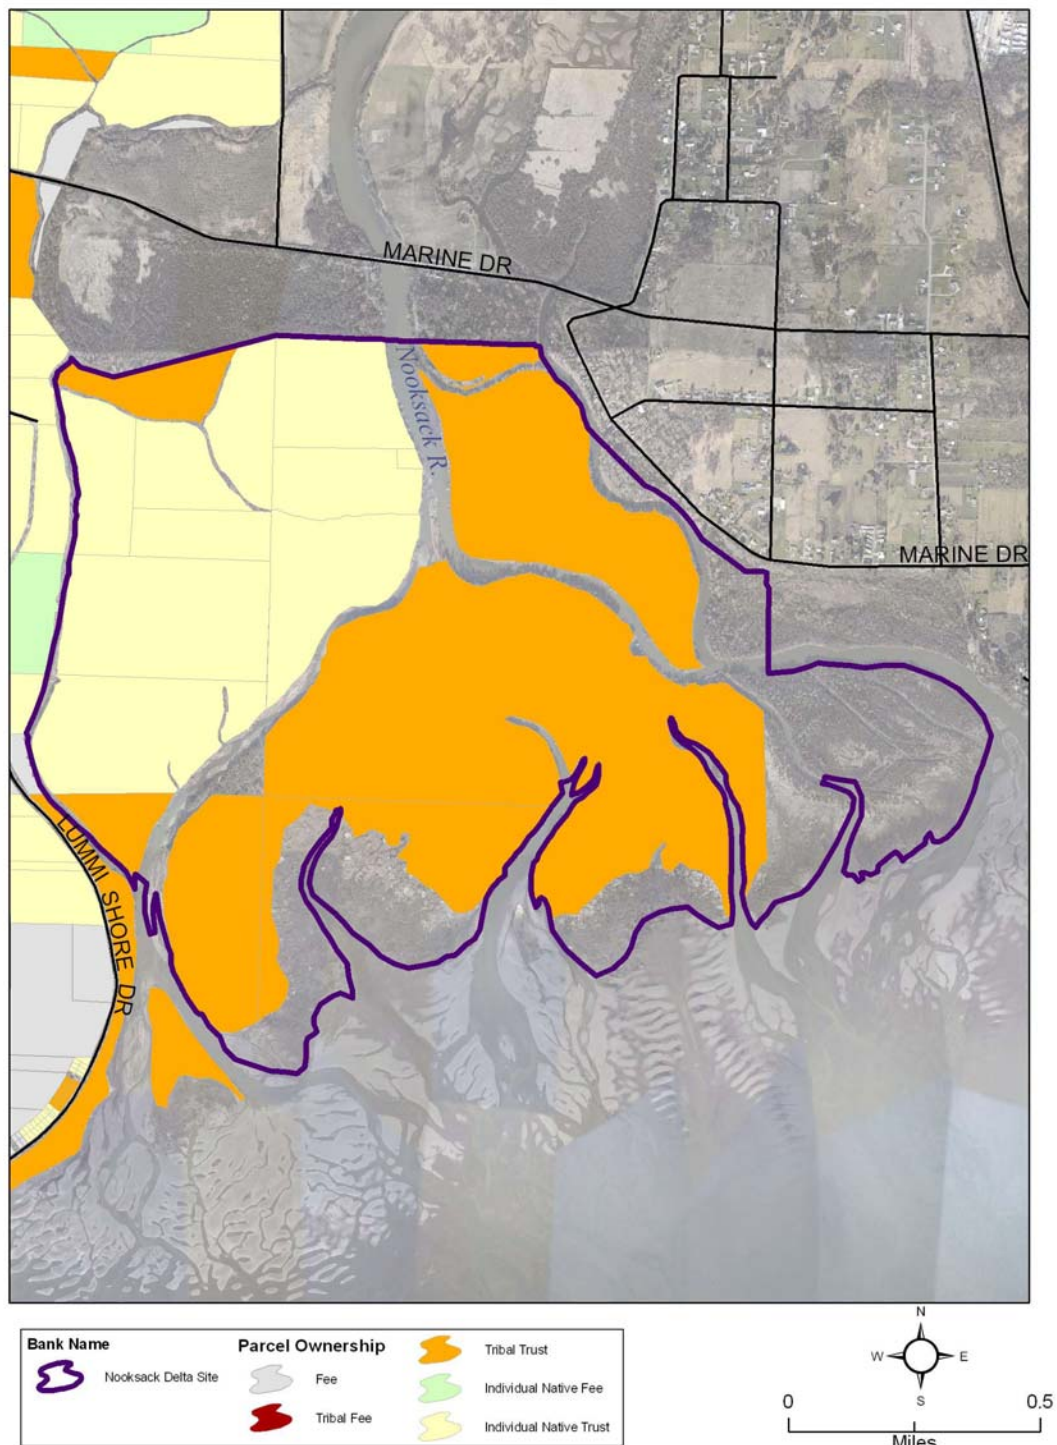 MARINE DR
Nooksack R.
MARINE DR
LUMMI SHORE DR
Bank Name
Nooksack Delta Site
Parcel Ownership
Fee
Tribal Fee
Tribal Trust
Individual Native Fee
Individual Native Trust
N
W E
S
0 0.5
Miles